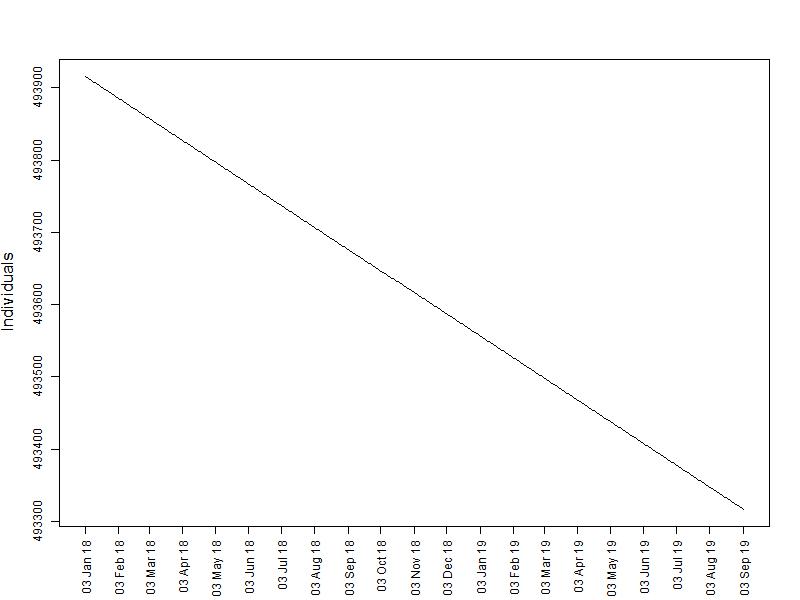 Individuals
493900
493800
493700
493600
493500
493400
493300
03 Jan 18
03 Feb 18
03 Mar 18
03 Apr 18
03 May 18
03 Jun 18
03 Jul 18
03 Aug 18
03 Sep 18
03 Oct 18
03 Nov 18
03 Dec 18
03 Jan 19
03 Feb 19
03 Mar 19
03 Apr 19
03 May 19
03 Jun 19
03 Jul 19
03 Aug 19
03 Sep 19